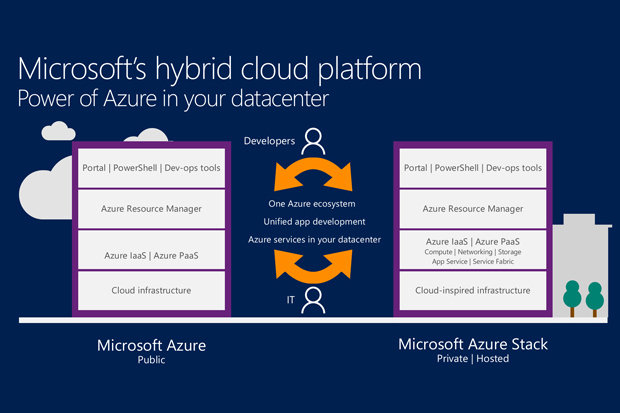 Microsoft's hybrid cloud platform
Power of Azure in your datacenter
Developers
Portal | PowerShell | Dev-ops tools
Azure Resource Manager
Azure IaaS | Azure PaaS
Cloud infrastructure
One Azure ecosystem
Unified app development
Azure services in your datacenter
IT
Portal | PowerShell | Dev-ops tools
Azure Resource Manager
Azure IaaS | Azure PaaS
Compute | Networking | Storage
App Service | Service Fabric
Cloud-inspired infrastructure
Microsoft Azure
Public
Microsoft Azure Stack
Private | Hosted